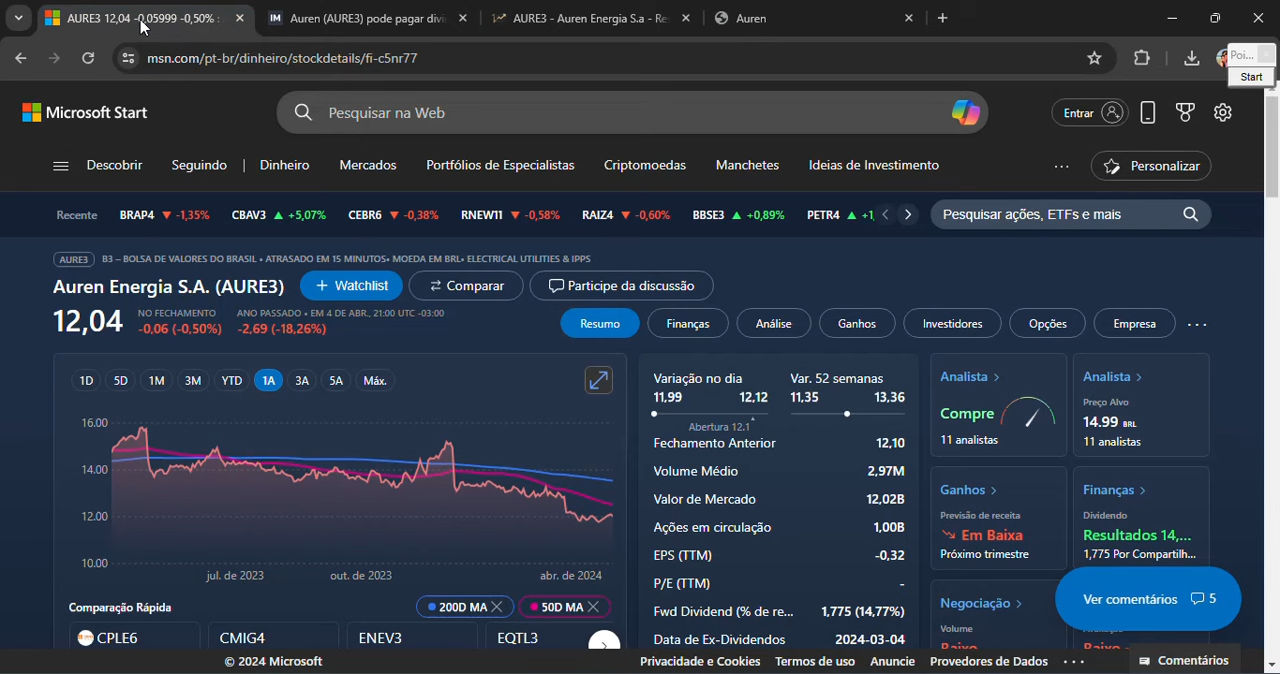 AURE3 12,04 -0,05999 -0,50%
Auren (AURE3) pode pagar divi
AURE3 - Auren Energia S.a - Re
Auren
msn.com/pt-br/dinheiro/stockdetails/fi-c5nr77
Poi...
Start
Microsoft Start
Pesquisar na Web
Entrar
Descobrir
Seguindo
Dinheiro
Mercados
Portfólios de Especialistas
Criptomoedas
Manchetes
Ideias de Investimento
...
Personalizar
Recente
BRAP4 ▼ -1,35%
CBAV3 ▲ +5,07%
CEBR6 ▼ -0,38%
RNEW11 ▼ -0,58%
RAIZ4 ▼ -0,60%
BBSE3 ▲ +0,89%
PETR4 ▲ +1
Pesquisar ações, ETFs e mais
AURE3 B3 – BOLSA DE VALORES DO BRASIL • ATRASADO EM 15 MINUTOS• MOEDA EM BRL• ELECTRICAL UTILITIES & IPPS
Auren Energia S.A. (AURE3)
+ Watchlist
Comparar
Participe da discussão
12,04
NO FECHAMENTO
-0.06 (-0,50%)
ANO PASSADO • EM 4 DE ABR., 21:00 UTC -03:00
-2,69 (-18,26%)
Resumo
Finanças
Análise
Ganhos
Investidores
Opções
Empresa
...
1D 5D 1M 3M YTD 1A 3A 5A Máx.
16.00
14.00
12.00
10.00
jul. de 2023
out. de 2023
abr. de 2024
Comparação Rápida
200D MA
50D MA
CPLE6
CMIG4
ENEV3
EQTL3
Variação no dia
11,99 12,12
Abertura 12.1
Var. 52 semanas
11,35 13,36
Fechamento Anterior 12,10
Volume Médio 2,97M
Valor de Mercado 12,02B
Ações em circulação 1,00B
EPS (TTM) -0,32
P/E (TTM) -
Fwd Dividend (% de re... 1,775 (14,77%)
Data de Ex-Dividendos 2024-03-04
Analista >
Compre
11 analistas
Analista >
Preço Alvo
14.99 BRL
11 analistas
Ganhos >
Previsão de receita
Em Baixa
Próximo trimestre
Finanças >
Dividendo
Resultados 14,...
1,775 Por Compartilh...
Negociação >
Volume
Baixo
Ver comentários 5
© 2024 Microsoft
Privacidade e Cookies
Termos de uso
Anuncie
Provedores de Dados
...
Comentários